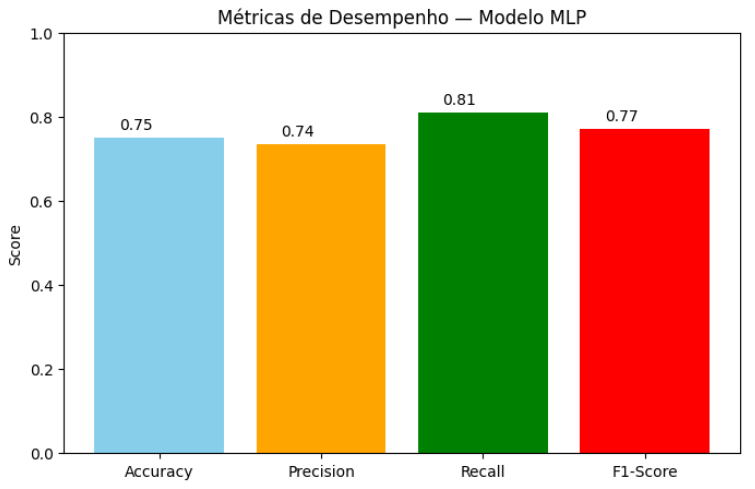 Métricas de Desempenho — Modelo MLP
1.0
0.8
0.6
0.4
0.2
0.0
Score
0.75
0.74
0.81
0.77
Accuracy
Precision
Recall
F1-Score